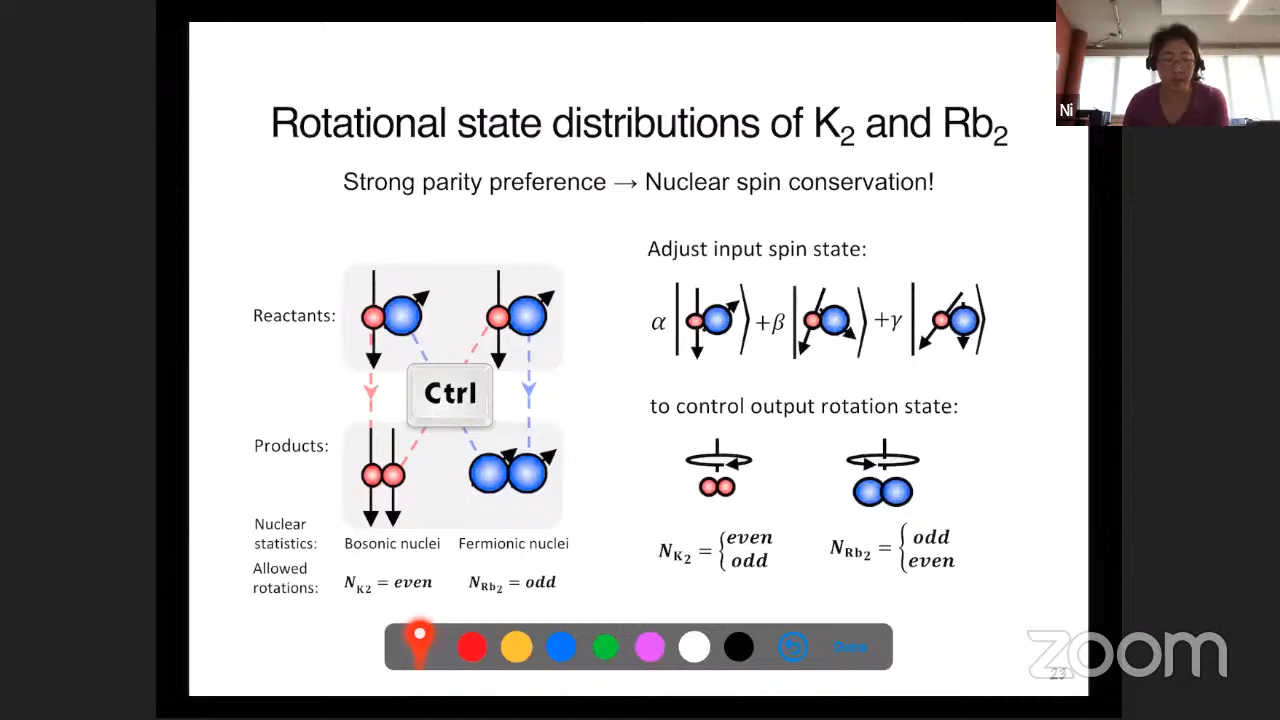 Ni
Rotational state distributions of K₂ and Rb₂
Strong parity preference → Nuclear spin conservation!
Adjust input spin state:
Reactants:
α | ⟩ +β | ⟩ +γ | ⟩
Ctrl
to control output rotation state:
Products:
Nuclear statistics: Bosonic nuclei Fermionic nuclei
Allowed rotations: N_K2 = even N_Rb₂ = odd
N_K₂ = { even odd
N_Rb₂ = { odd even
Done
zoom
23